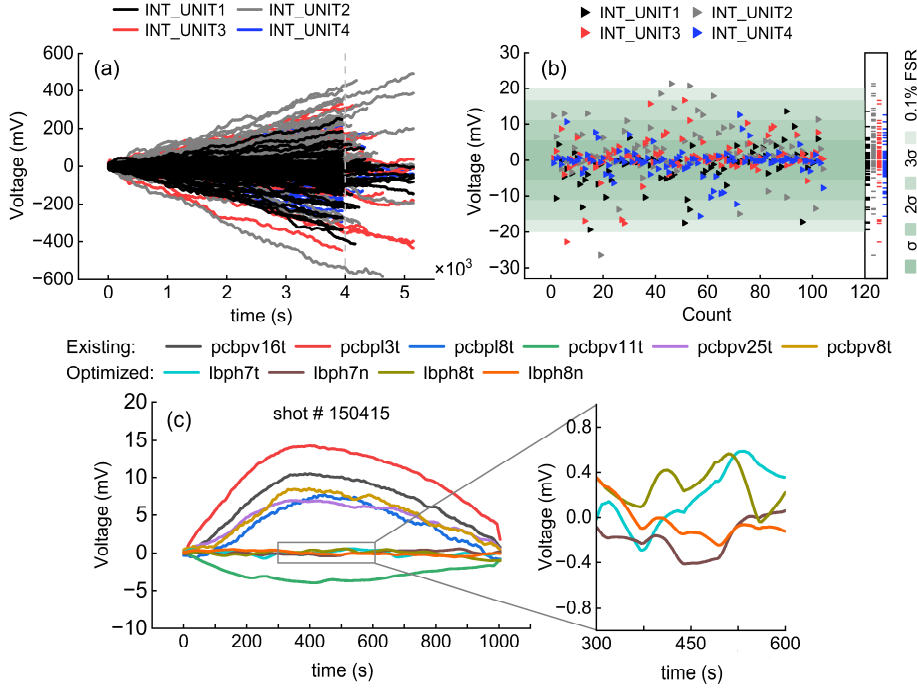 INT_UNIT1 INT_UNIT2
INT_UNIT3 INT_UNIT4
600
400
200
0
−200
−400
−600
(a)
Voltage (mV)
0 1 2 3 4 5
×10³
time (s)
INT_UNIT1 INT_UNIT2
INT_UNIT3 INT_UNIT4
30
20
10
0
−10
−20
−30
(b)
Voltage (mV)
0 20 40 60 80 100 120
Count
σ 2σ 3σ 0.1% FSR
Existing: pcbpv16t pcbpl3t pcbpl8t pcbpv11t pcbpv25t pcbpv8t
Optimized: lbph7t lbph7n lbph8t lbph8n
20
15
10
5
0
−5
−10
(c)
shot # 150415
Voltage (mV)
0 200 400 600 800 1000
time (s)
0.8
0.4
0.0
−0.4
−0.8
Voltage (mV)
300 450 600
time (s)